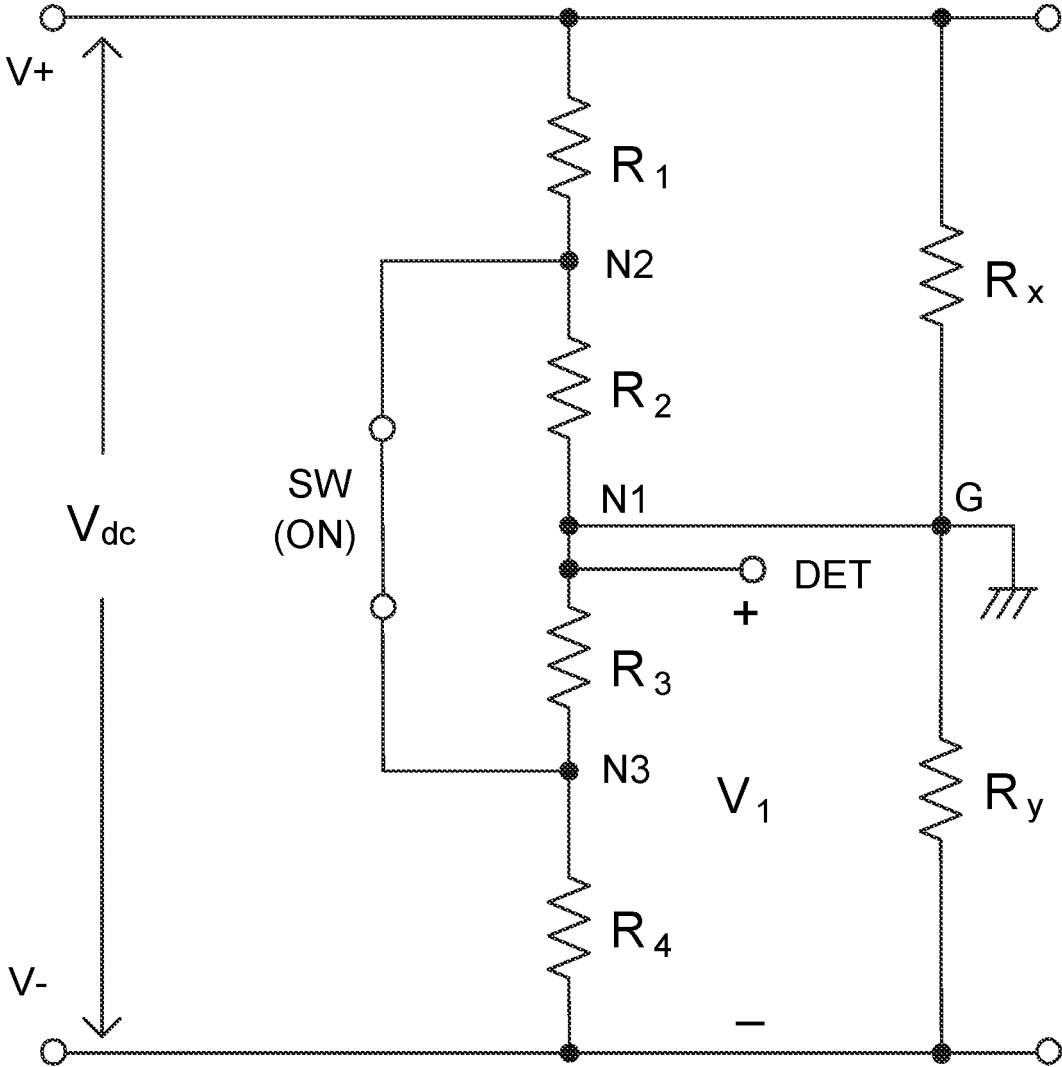 V+
R1
N2
Rx
R2
SW
(ON)
N1
G
Vdc
DET
+
R3
N3
V1
Ry
R4
V-
−